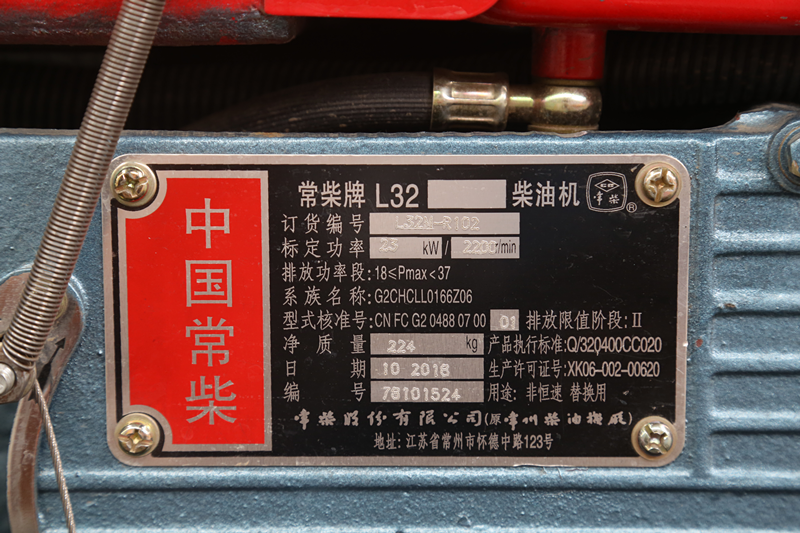 中国常柴
常柴牌 L32 柴油机 常柴 ®
订货编号 L32M-R102
标定功率 23 kW/ 2200r/min
排放功率段: 18≤Pmax<37
系族名称: G2CHCLL0166Z06
型式核准号: CN FC G2 0488 07 00 01 排放限值阶段: II
净质量 224 kg 产品执行标准: Q/320400CC020
日期 10 2016 生产许可证号: XK06-002-00620
编号 76101524 用途: 非恒速 替换用
常柴股份有限公司(原常州柴油机厂)
地址: 江苏省常州市怀德中路123号